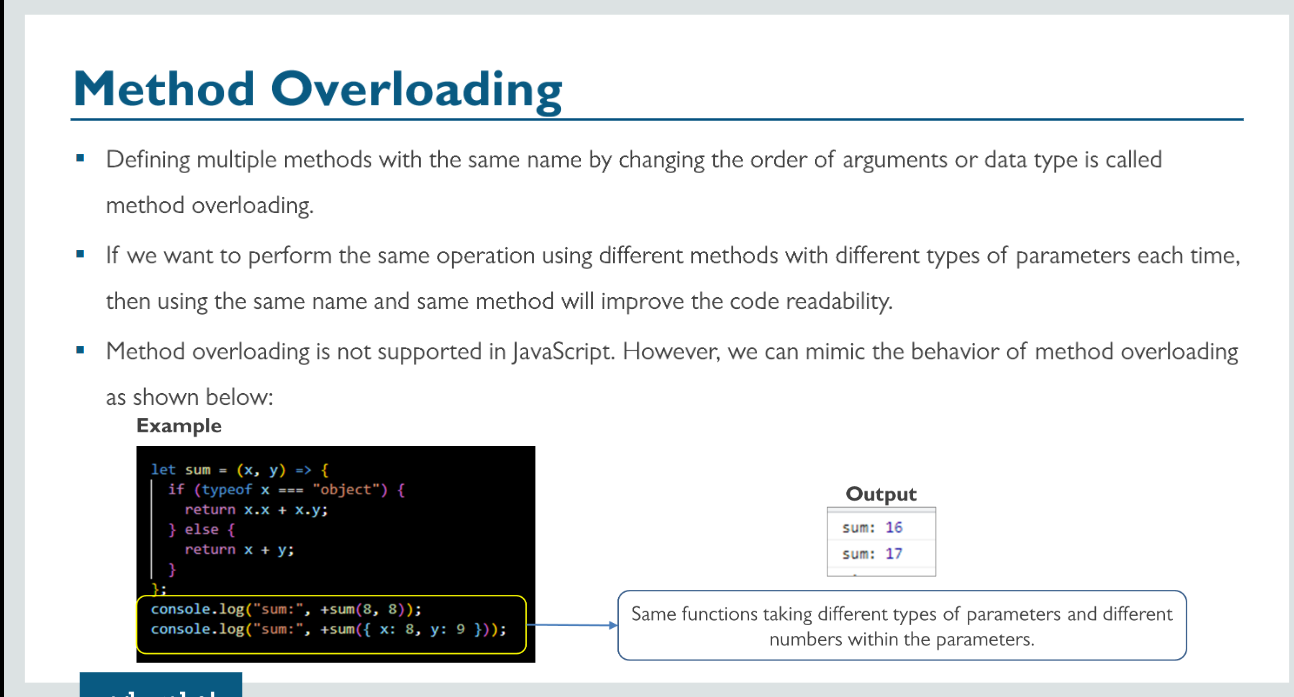 Method Overloading
Defining multiple methods with the same name by changing the order of arguments or data type is called
method overloading.
If we want to perform the same operation using different methods with different types of parameters each time,
then using the same name and same method will improve the code readability.
Method overloading is not supported in JavaScript. However, we can mimic the behavior of method overloading
as shown below:
Example
let sum = (x, y) => {
if (typeof x === "object") {
return x.x + x.y;
} else {
return x + y;
}
};
console.log("sum:", +sum(8, 8));
console.log("sum:", +sum({ x: 8, y: 9 }));
Output
sum: 16
sum: 17
Same functions taking different types of parameters and different
numbers within the parameters.